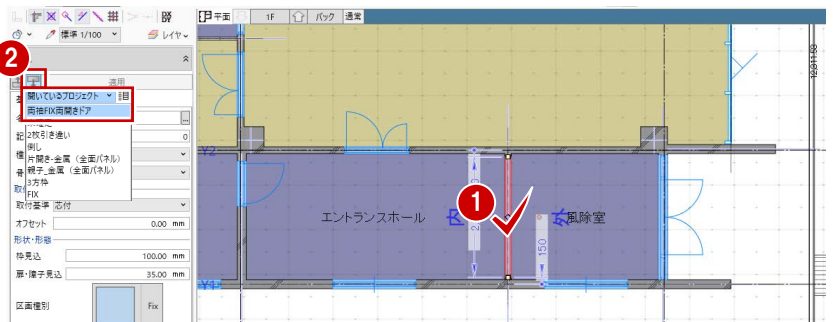 平面 1F バック 通常
標準 1/100 レイヤ
2
適用
開いているプロジェクト
両袖FIX両開きドア
2枚引き違い 0
倒し
片開き-金属（全面パネル）
親子_金属（全面パネル）
3方枠
FIX
取付基準 芯付
オフセット 0.00 mm
形状・形態
枠見込 100.00 mm
扉・障子見込 35.00 mm
区画種別 Fix
Y2
エントランスホール 内 1 外 風除室
150
Y1